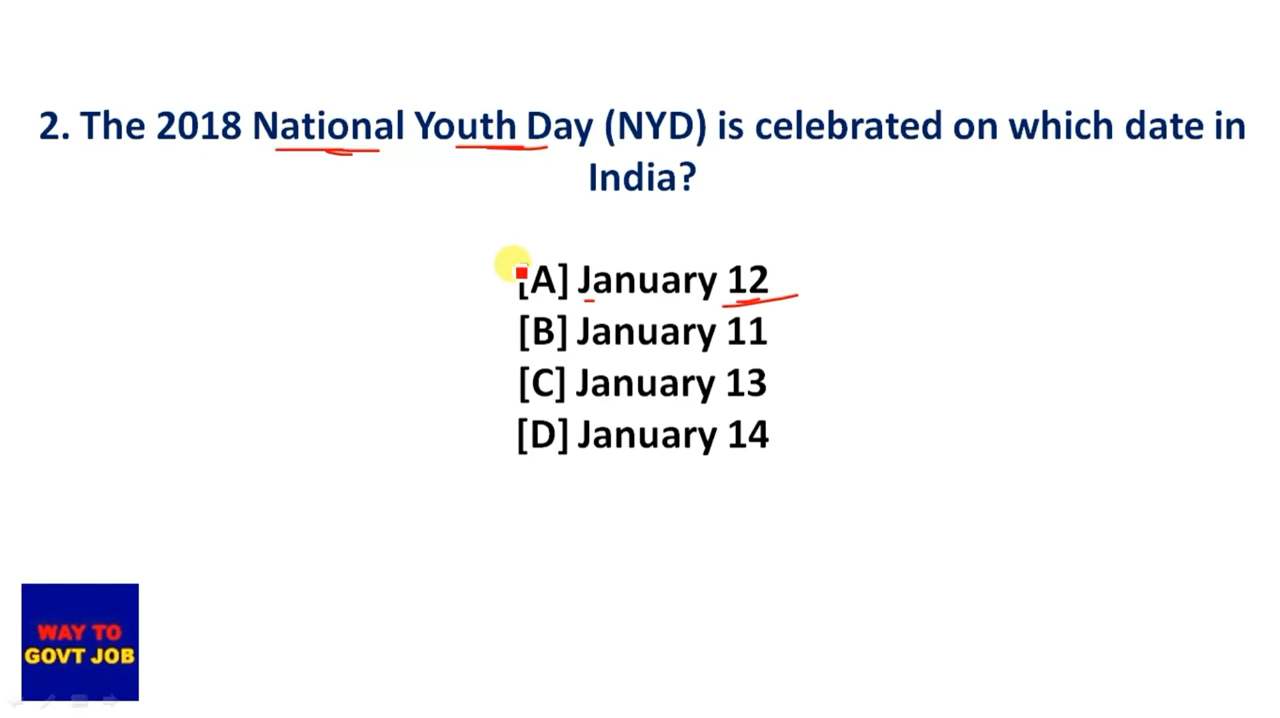 2. The 2018 National Youth Day (NYD) is celebrated on which date in
India?
[A] January 12
[B] January 11
[C] January 13
[D] January 14
WAY TO
GOVT JOB